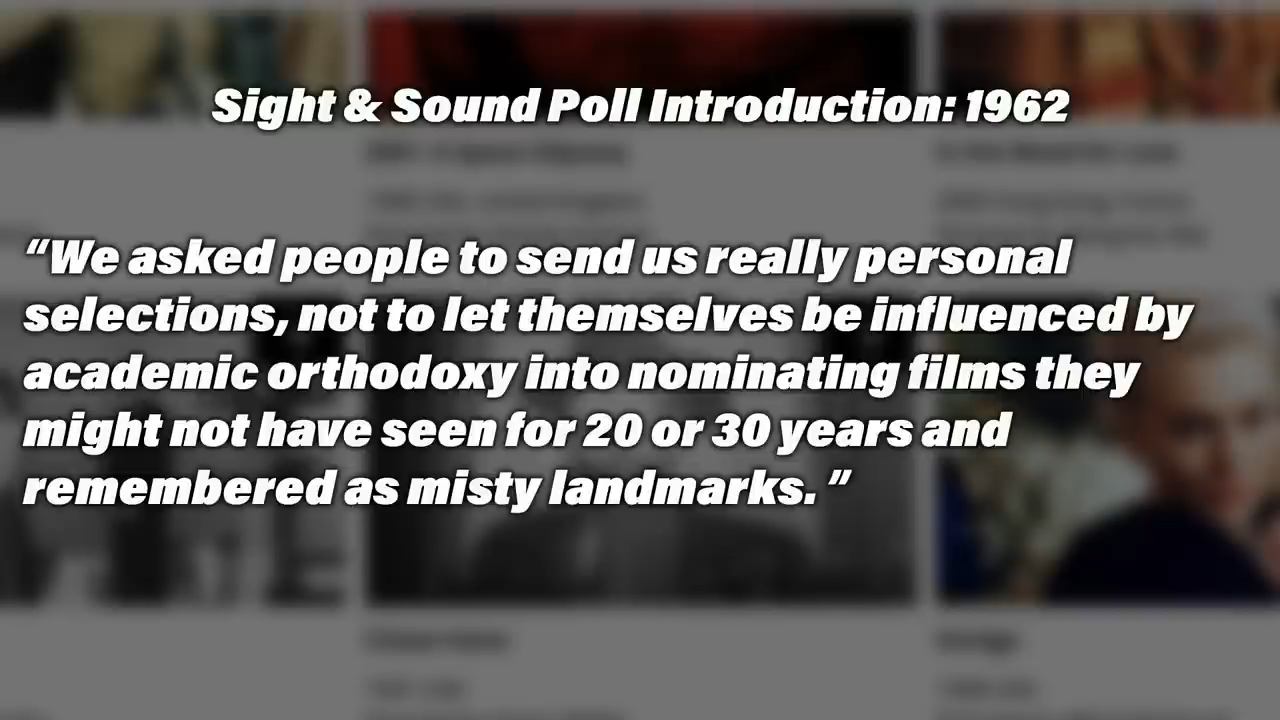 Sight & Sound Poll Introduction: 1962
“We asked people to send us really personal
selections, not to let themselves be influenced by
academic orthodoxy into nominating films they
might not have seen for 20 or 30 years and
remembered as misty landmarks. ”